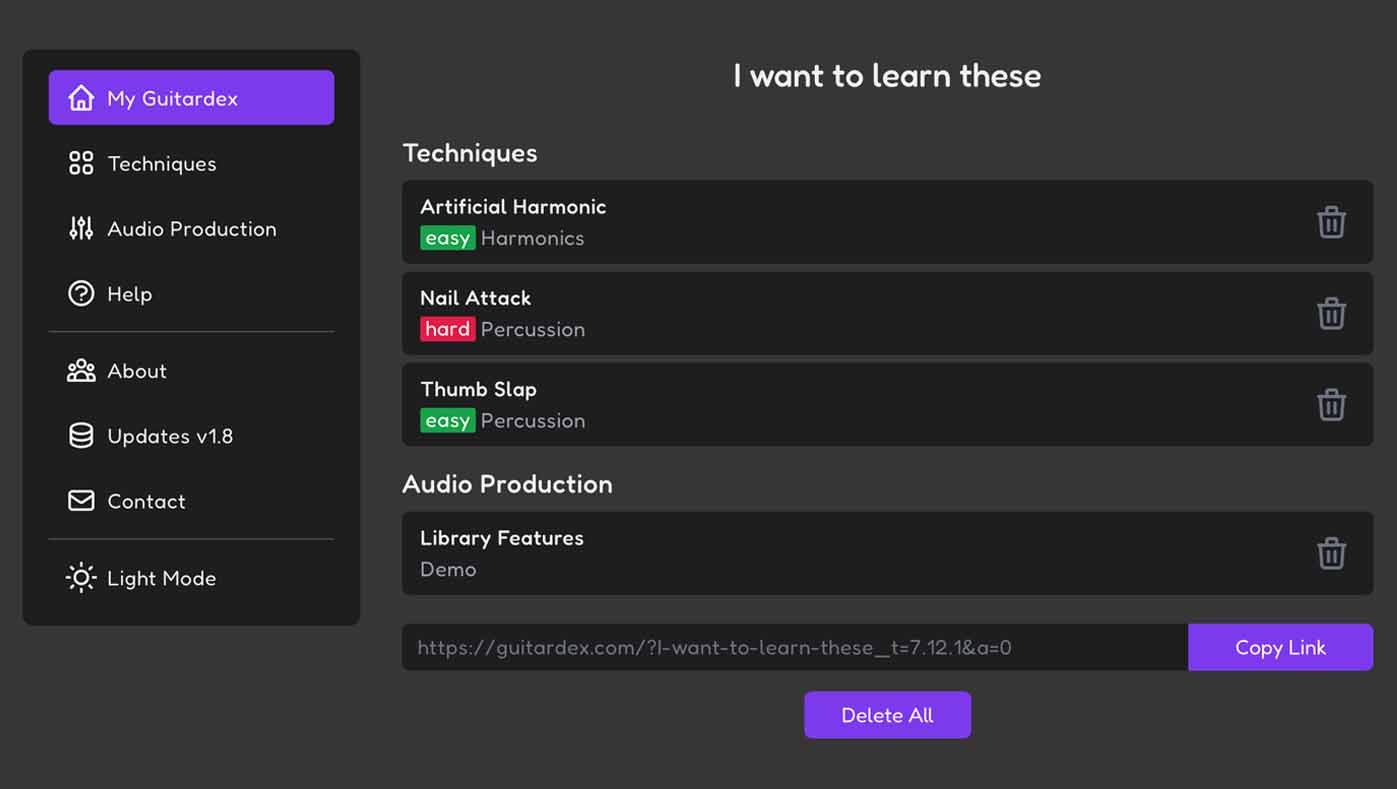 My Guitardex
Techniques
Audio Production
Help
About
Updates v1.8
Contact
Light Mode
I want to learn these
Techniques
Artificial Harmonic
easy Harmonics
Nail Attack
hard Percussion
Thumb Slap
easy Percussion
Audio Production
Library Features
Demo
https://guitardex.com/?I-want-to-learn-these_t=7.12.1&a=0
Copy Link
Delete All